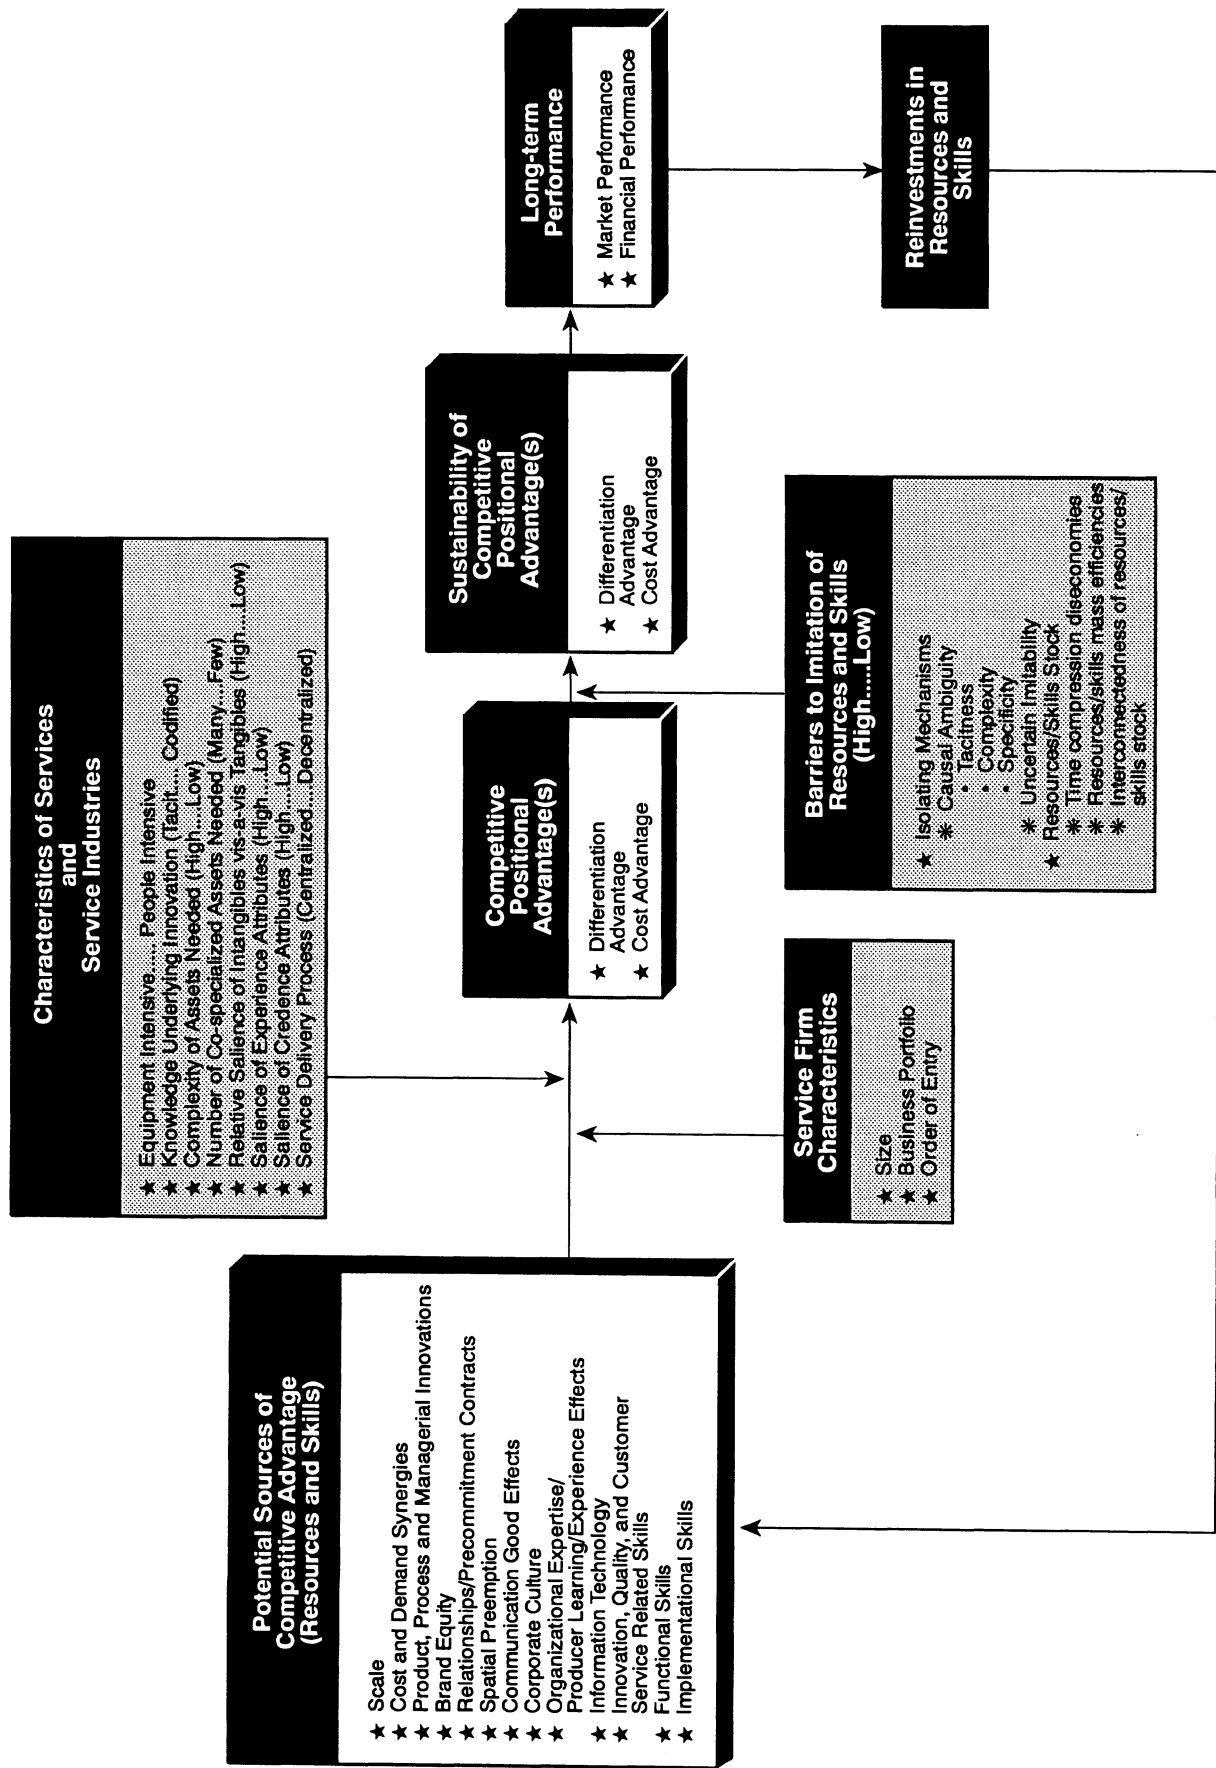 Characteristics of Services
and
Service Industries
★ Equipment Intensive...... People Intensive
★ Knowledge Underlying Innovation (Tacit.... Codified)
★ Complexity of Assets Needed (High....Low)
★ Number of Co-specialized Assets Needed (Many....Few)
★ Relative Salience of Intangibles vis-a-vis Tangibles (High.....Low)
★ Salience of Experience Attributes (High....Low)
★ Salience of Credence Attributes (High....Low)
★ Service Delivery Process (Centralized....Decentralized)
Potential Sources of
Competitive Advantage
(Resources and Skills)
★ Scale
★ Cost and Demand Synergies
★ Product, Process and Managerial Innovations
★ Brand Equity
★ Relationships/Precommitment Contracts
★ Spatial Preemption
★ Communication Good Effects
★ Corporate Culture
★ Organizational Expertise/
Producer Learning/Experience Effects
★ Information Technology
★ Innovation, Quality, and Customer
Service Related Skills
★ Functional Skills
★ Implementational Skills
Competitive
Positional
Advantage(s)
★ Differentiation
Advantage
★ Cost Advantage
Sustainability of
Competitive
Positional
Advantage(s)
★ Differentiation
Advantage
★ Cost Advantage
Long-term
Performance
★ Market Performance
★ Financial Performance
Service Firm
Characteristics
★ Size
★ Business Portfolio
★ Order of Entry
Barriers to Imitation of
Resources and Skills
(High.....Low)
★ Isolating Mechanisms
✳ Causal Ambiguity
• Tacitness
• Complexity
• Specificity
✳ Uncertain Imitability
★ Resources/Skills Stock
✳ Time compression diseconomies
✳ Resources/skills mass efficiencies
✳ Interconnectedness of resources/
skills stock
Reinvestments in
Resources and
Skills